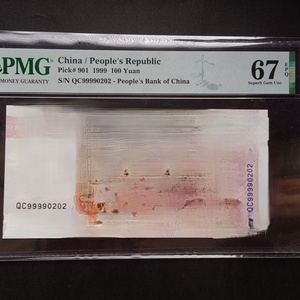 PMG
MONEY GUARANTY
China / People's Republic
Pick# 901 1999 100 Yuan
S/N QC99990202 - People's Bank of China
67 EPQ
Superb Gem Unc
QC99990202
QC99990202